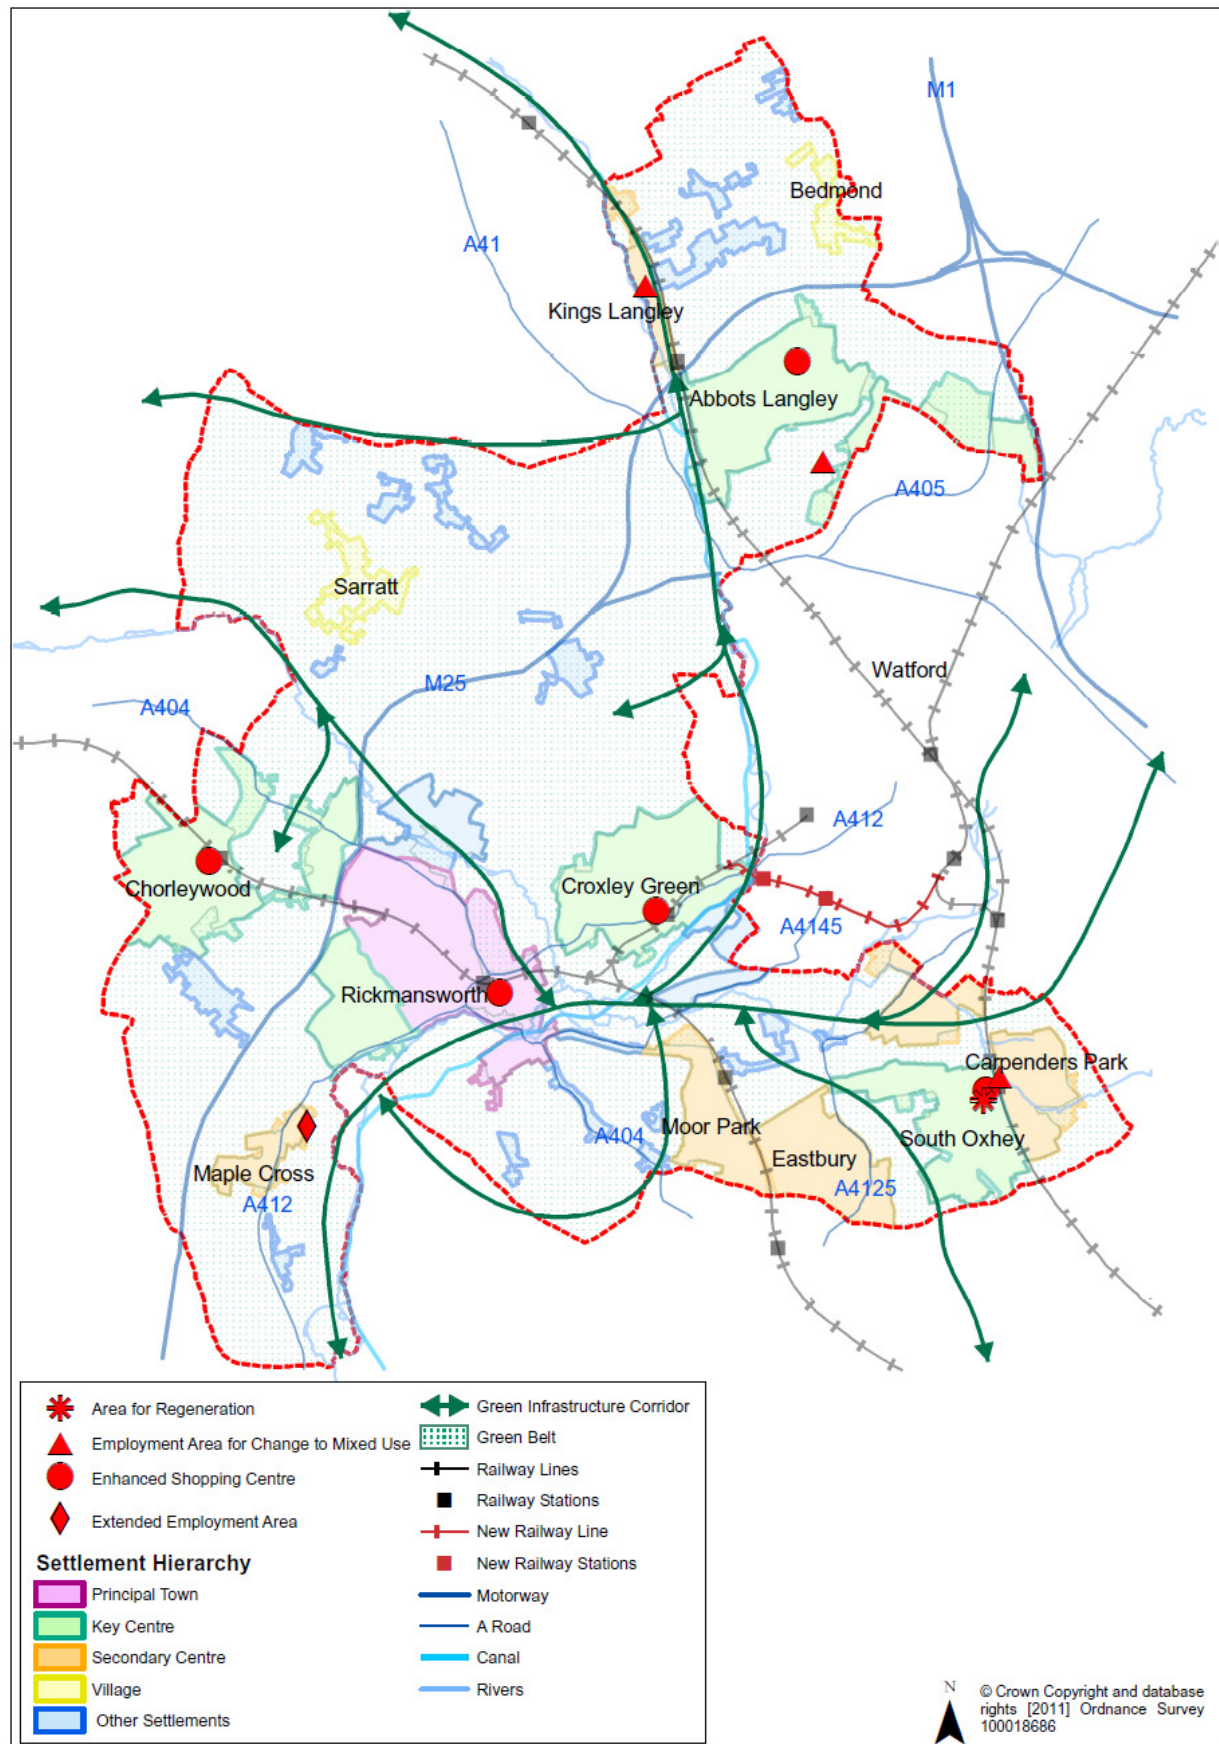 M1
Bedmond
A41
Kings Langley
Abbots Langley
A405
Sarratt
Watford
M25
A404
A412
Chorleywood
Croxley Green
A4145
Rickmansworth
Carpenders Park
Moor Park
A404
South Oxhey
Eastbury
Maple Cross
A4125
A412
Area for Regeneration
Employment Area for Change to Mixed Use
Enhanced Shopping Centre
Extended Employment Area
Settlement Hierarchy
Principal Town
Key Centre
Secondary Centre
Village
Other Settlements
Green Infrastructure Corridor
Green Belt
Railway Lines
Railway Stations
New Railway Line
New Railway Stations
Motorway
A Road
Canal
Rivers
N
© Crown Copyright and database
rights [2011] Ordnance Survey
100018686